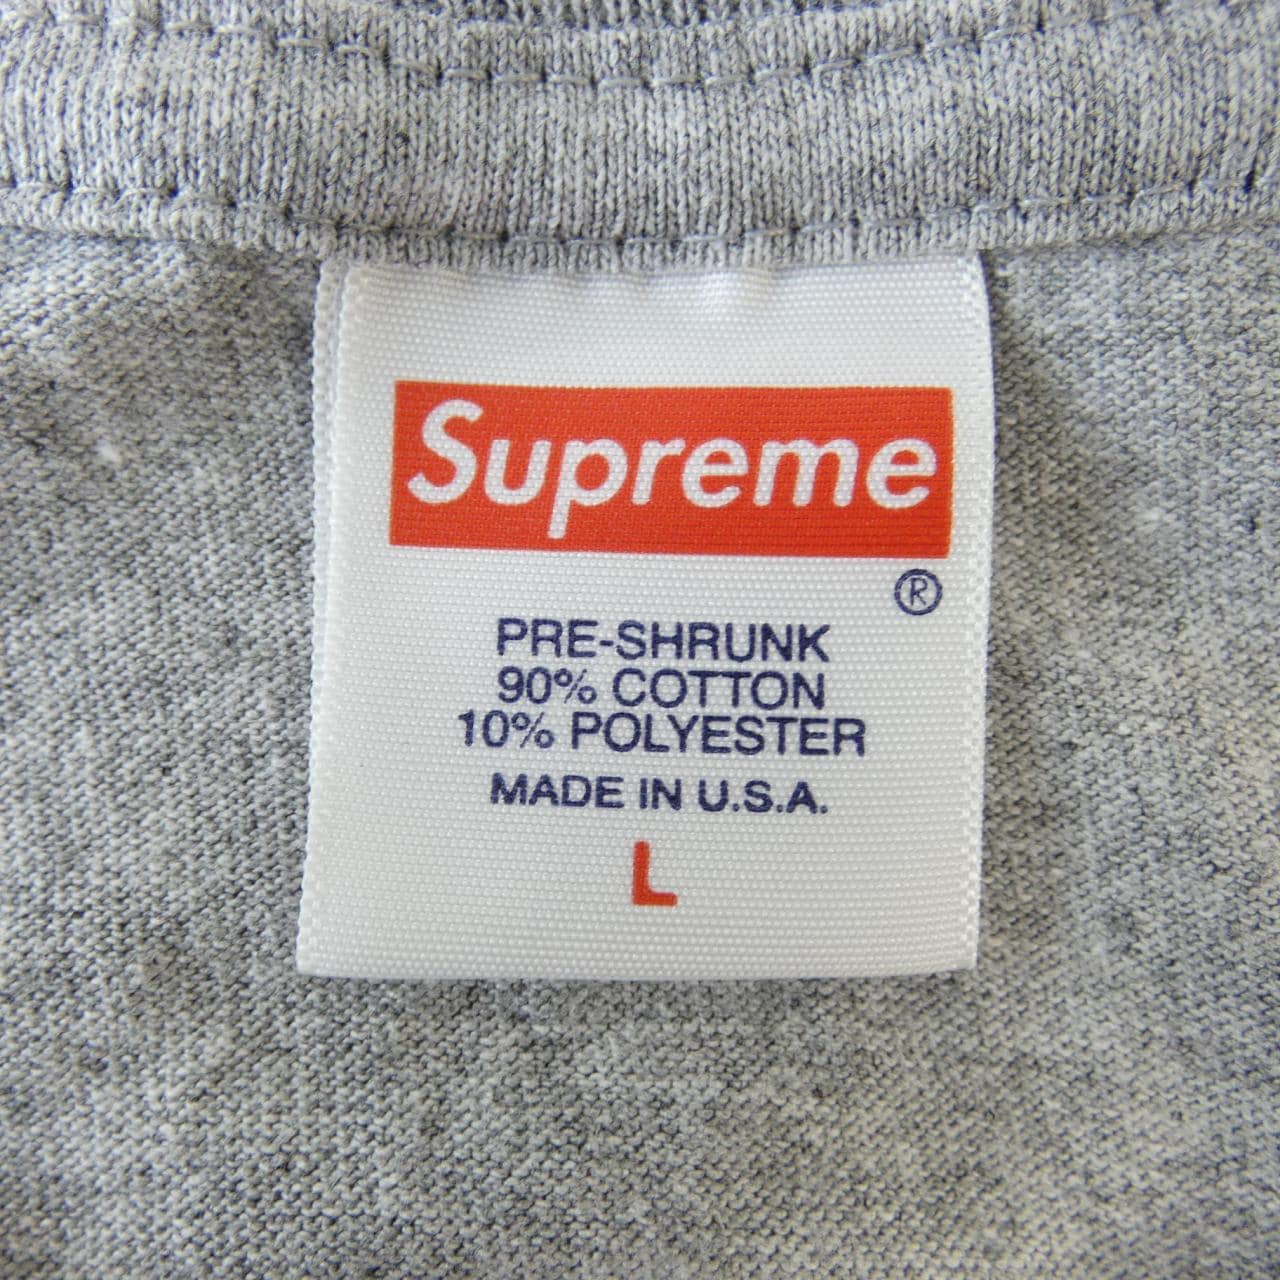 Supreme
®
PRE-SHRUNK
90% COTTON
10% POLYESTER
MADE IN U.S.A.
L